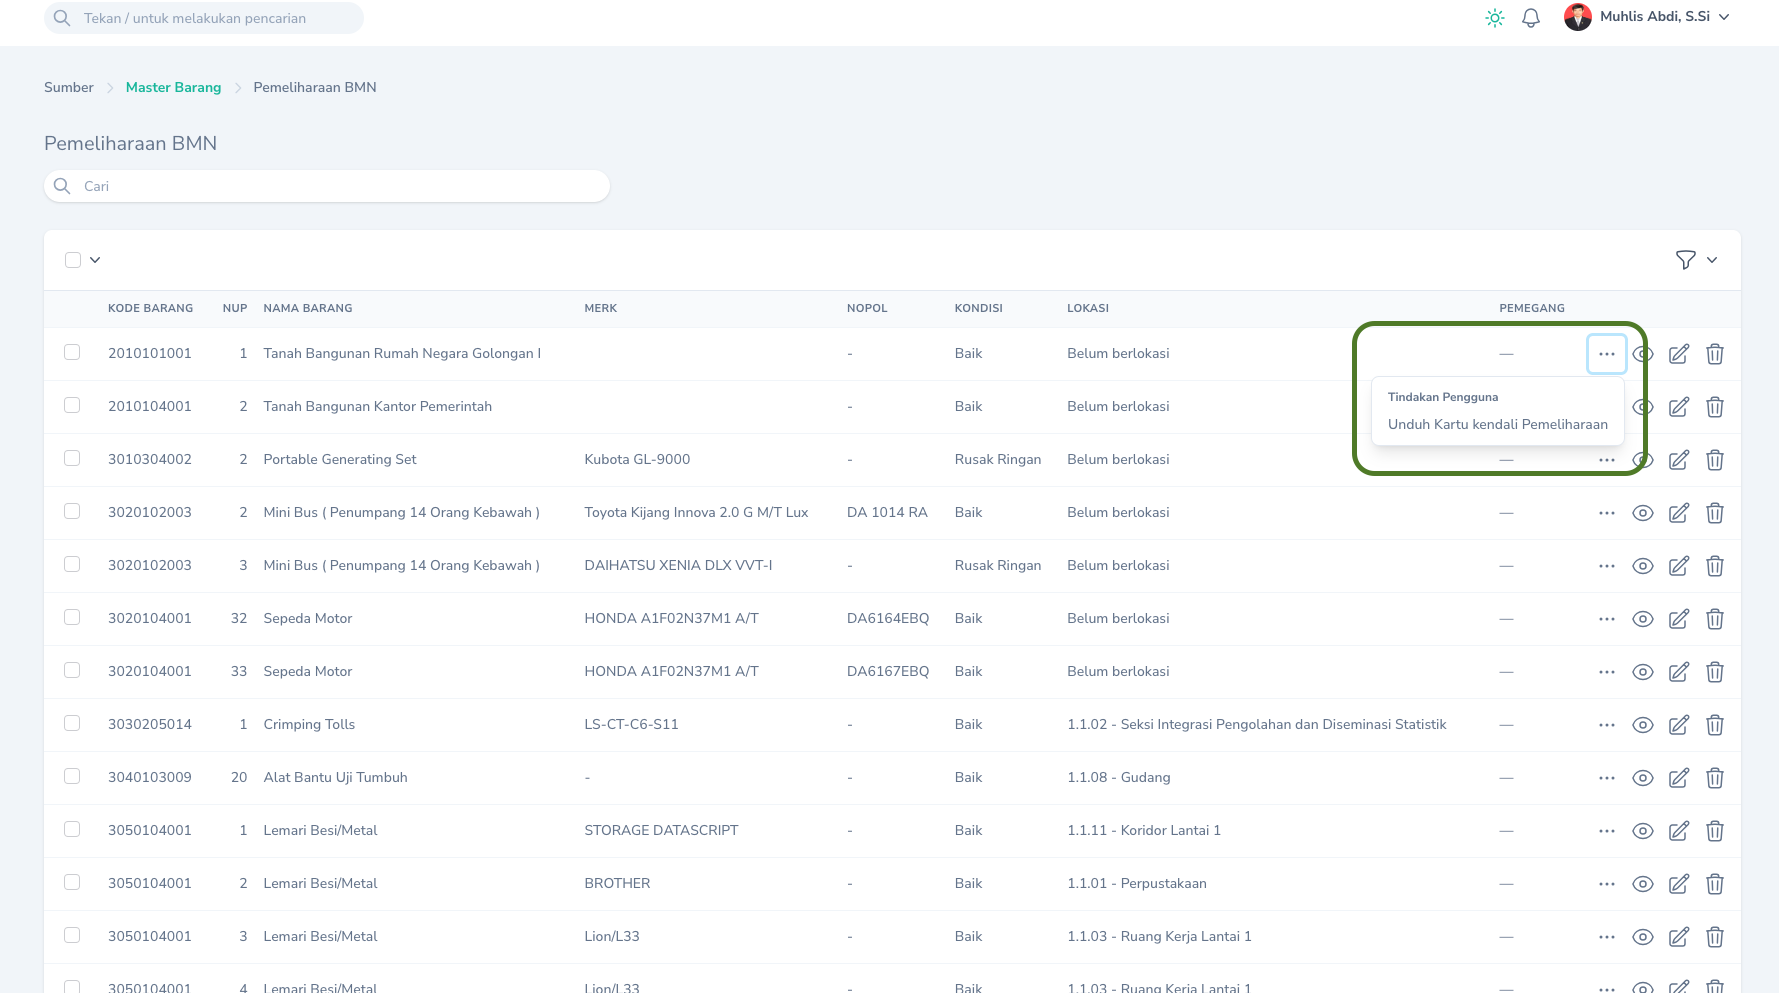 Tekan / untuk melakukan pencarian
Muhlis Abdi, S.Si
Sumber Master Barang Pemeliharaan BMN
Pemeliharaan BMN
Cari
KODE BARANG NUP NAMA BARANG MERK NOPOL KONDISI LOKASI PEMEGANG
2010101001 1 Tanah Bangunan Rumah Negara Golongan I - Baik Belum berlokasi —
Tindakan Pengguna
Unduh Kartu kendali Pemeliharaan
2010104001 2 Tanah Bangunan Kantor Pemerintah - Baik Belum berlokasi
3010304002 2 Portable Generating Set Kubota GL-9000 - Rusak Ringan Belum berlokasi —
3020102003 2 Mini Bus ( Penumpang 14 Orang Kebawah ) Toyota Kijang Innova 2.0 G M/T Lux DA 1014 RA Baik Belum berlokasi —
3020102003 3 Mini Bus ( Penumpang 14 Orang Kebawah ) DAIHATSU XENIA DLX VVT-I - Rusak Ringan Belum berlokasi —
3020104001 32 Sepeda Motor HONDA A1F02N37M1 A/T DA6164EBQ Baik Belum berlokasi —
3020104001 33 Sepeda Motor HONDA A1F02N37M1 A/T DA6167EBQ Baik Belum berlokasi —
3030205014 1 Crimping Tolls LS-CT-C6-S11 - Baik 1.1.02 - Seksi Integrasi Pengolahan dan Diseminasi Statistik —
3040103009 20 Alat Bantu Uji Tumbuh - - Baik 1.1.08 - Gudang —
3050104001 1 Lemari Besi/Metal STORAGE DATASCRIPT - Baik 1.1.11 - Koridor Lantai 1 —
3050104001 2 Lemari Besi/Metal BROTHER - Baik 1.1.01 - Perpustakaan —
3050104001 3 Lemari Besi/Metal Lion/L33 - Baik 1.1.03 - Ruang Kerja Lantai 1 —
3050104001 4 Lemari Besi/Metal Lion/L33 - Baik 1.1.03 - Ruang Kerja Lantai 1 —